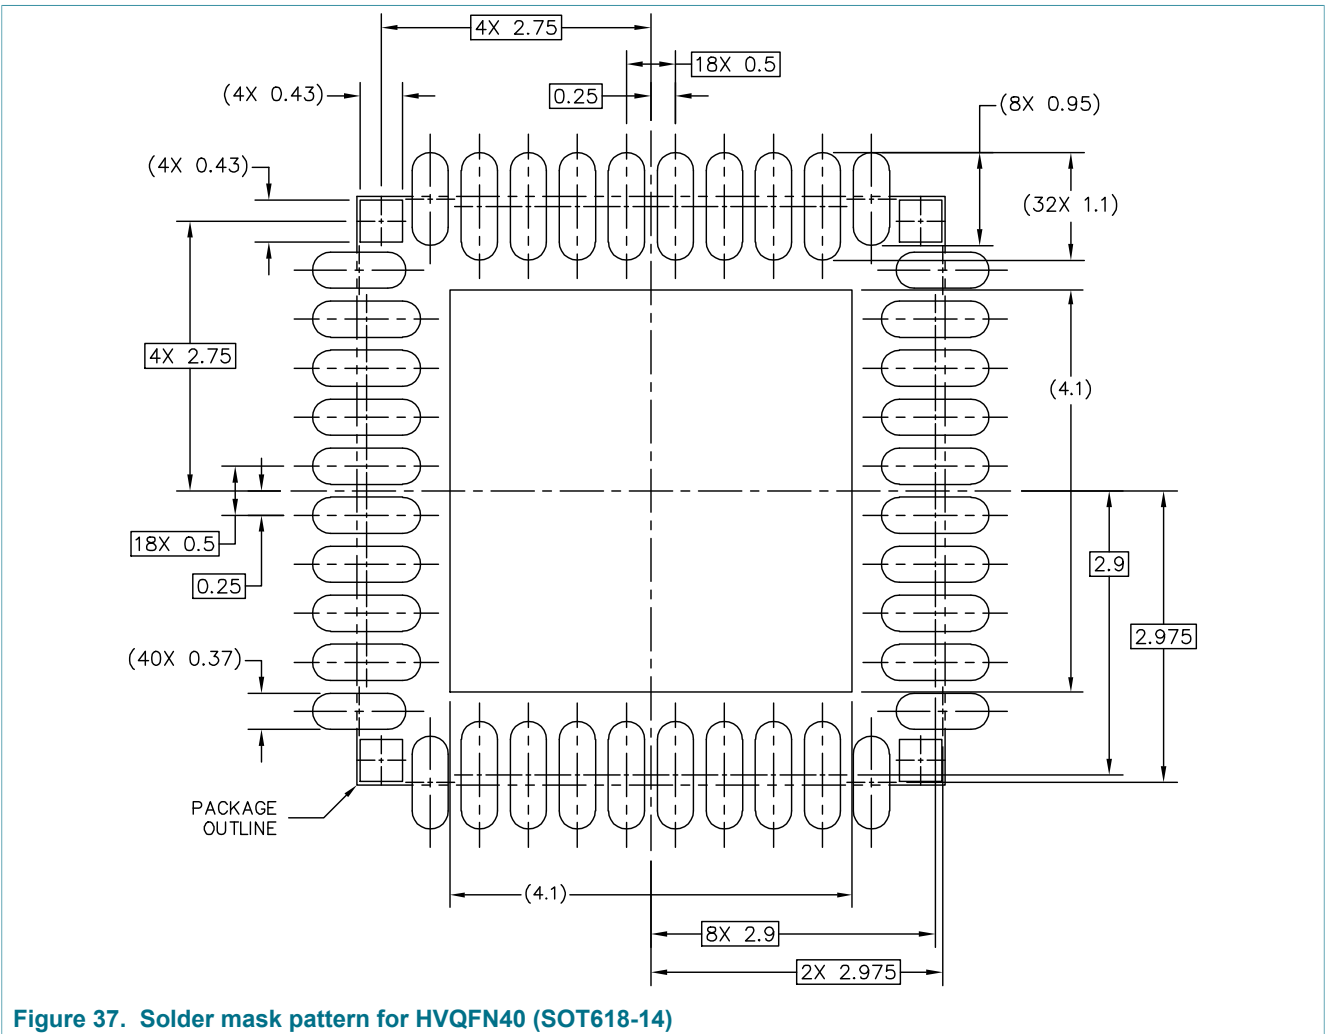 4X 2.75
18X 0.5
(4X 0.43)
0.25
(8X 0.95)
(4X 0.43)
(32X 1.1)
4X 2.75
(4.1)
18X 0.5
2.9
0.25
2.975
(40X 0.37)
PACKAGE
OUTLINE
(4.1)
8X 2.9
2X 2.975
Figure 37. Solder mask pattern for HVQFN40 (SOT618-14)